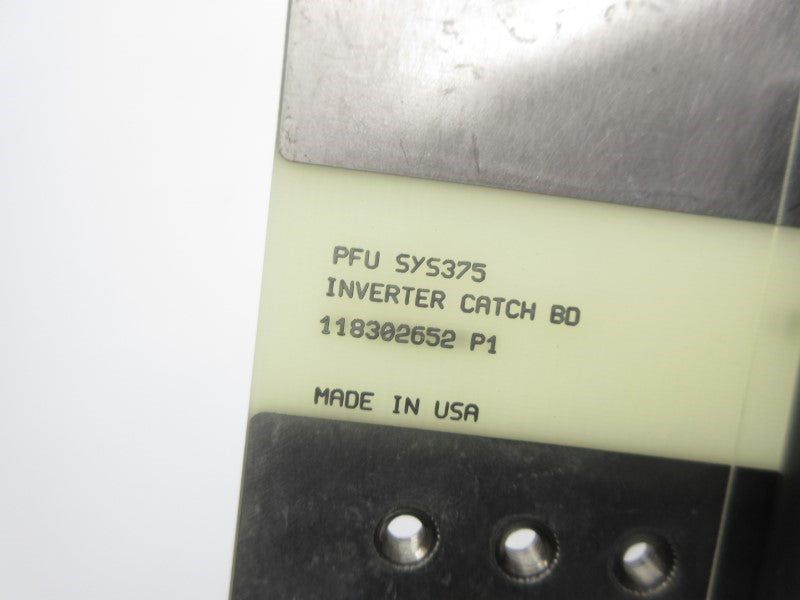 PFU SYS375
INVERTER CATCH BD
118302652 P1
MADE IN USA